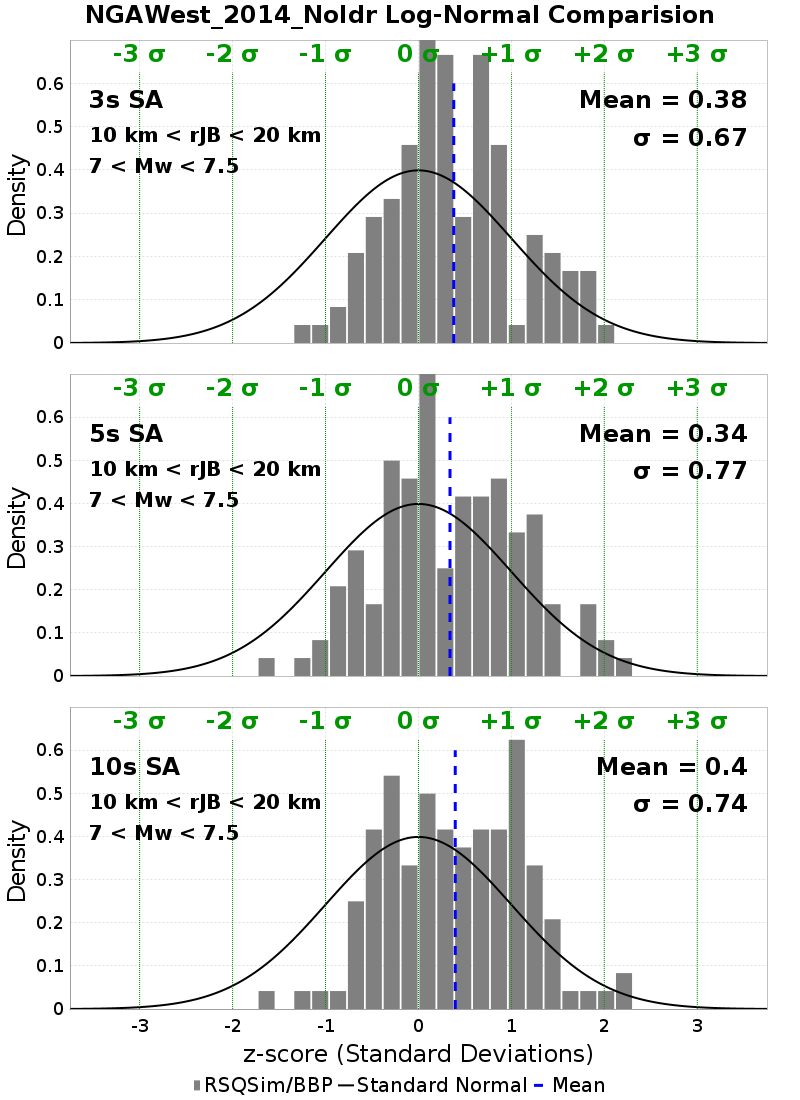 NGAWest_2014_NoIdr Log-Normal Comparision
-3 σ -2 σ -1 σ 0 σ +1 σ +2 σ +3 σ
3s SA Mean = 0.38
10 km < rJB < 20 km σ = 0.67
7 < Mw < 7.5
Density
0.6
0.5
0.4
0.3
0.2
0.1
0
-3 σ -2 σ -1 σ 0 σ +1 σ +2 σ +3 σ
5s SA Mean = 0.34
10 km < rJB < 20 km σ = 0.77
7 < Mw < 7.5
Density
0.6
0.5
0.4
0.3
0.2
0.1
0
-3 σ -2 σ -1 σ 0 σ +1 σ +2 σ +3 σ
10s SA Mean = 0.4
10 km < rJB < 20 km σ = 0.74
7 < Mw < 7.5
Density
0.6
0.5
0.4
0.3
0.2
0.1
0
-3 -2 -1 0 1 2 3
z-score (Standard Deviations)
RSQSim/BBP Standard Normal Mean